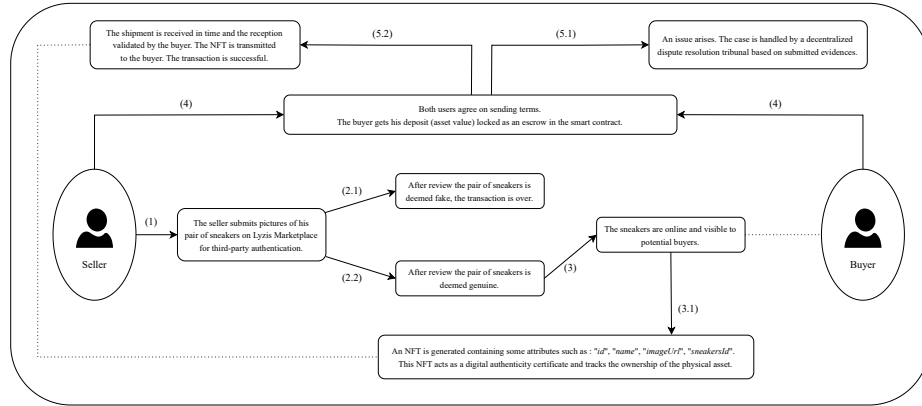 The shipment is received in time and the reception
validated by the buyer. The NFT is transmitted
to the buyer. The transaction is successful.
(5.2)
(5.1)
An issue arises. The case is handled by a decentralized
dispute resolution tribunal based on submitted evidences.
(4)
Both users agree on sending terms.
The buyer gets his deposit (asset value) locked as an escrow in the smart contract.
(4)
Seller
(1)
The seller submits pictures of his
pair of sneakers on Lyzis Marketplace
for third-party authentication.
(2.1)
After review the pair of sneakers is
deemed fake, the transaction is over.
(2.2)
After review the pair of sneakers is
deemed genuine.
(3)
The sneakers are online and visible to
potential buyers.
Buyer
(3.1)
An NFT is generated containing some attributes such as : "id", "name", "imageUrl", "sneakersId".
This NFT acts as a digital authenticity certificate and tracks the ownership of the physical asset.